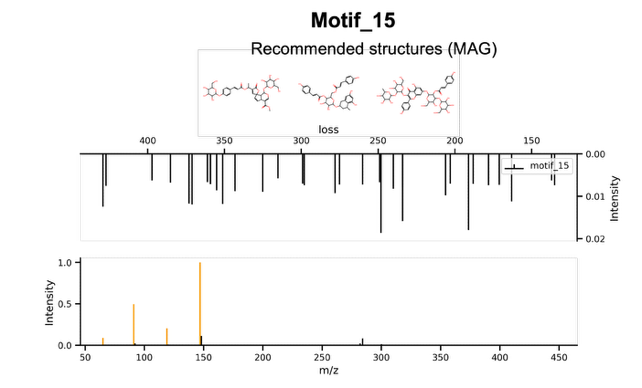 Motif_15
Recommended structures (MAG)
loss
400 350 300 250 200 150
motif_15
0.00
0.01
0.02
Intensity
1.0
0.5
0.0
Intensity
50 100 150 200 250 300 350 400 450
m/z